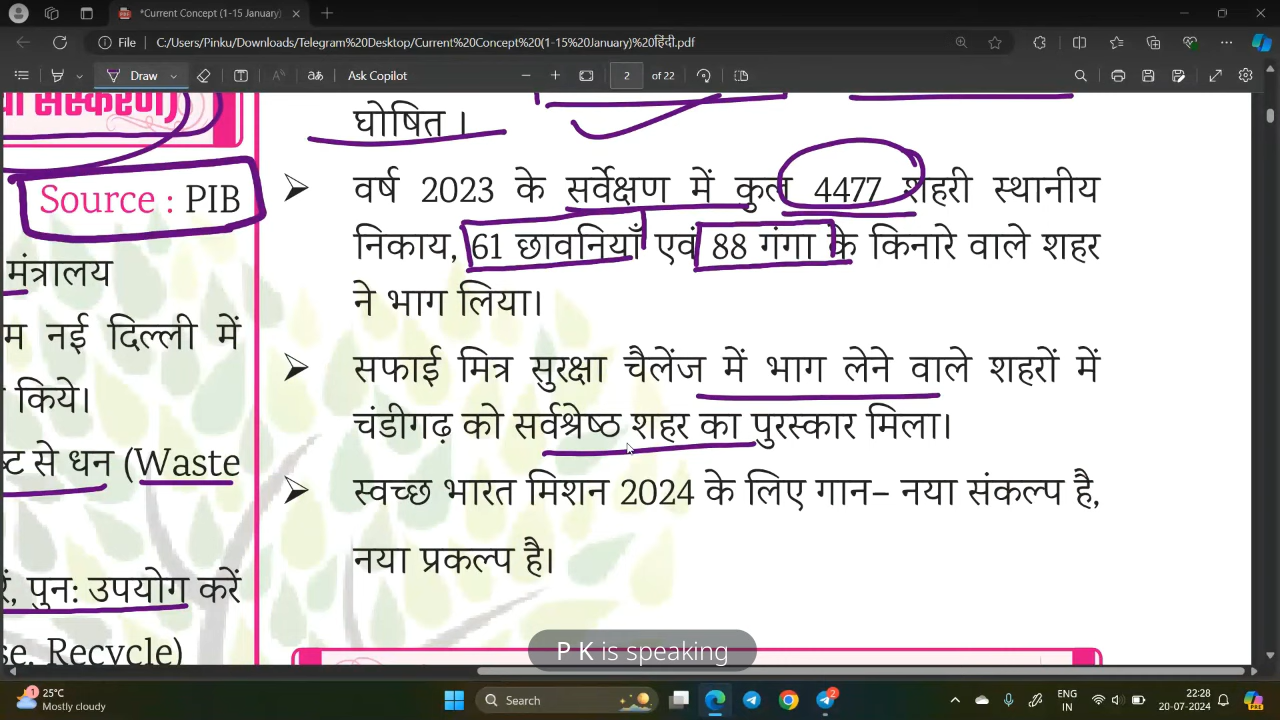 *Current Concept (1-15 January)
File C:/Users/Pinku/Downloads/Telegram%20Desktop/Current%20Concept%20(1-15%20January)%20हिंदी.pdf
Draw Ask Copilot 2 of 22
घोषित ।
वर्ष 2023 के सर्वेक्षण में कुल 4477 शहरी स्थानीय
निकाय, 61 छावनियाँ एवं 88 गंगा के किनारे वाले शहर
ने भाग लिया।
सफाई मित्र सुरक्षा चैलेंज में भाग लेने वाले शहरों में
चंडीगढ़ को सर्वश्रेष्ठ शहर का पुरस्कार मिला।
स्वच्छ भारत मिशन 2024 के लिए गान– नया संकल्प है,
नया प्रकल्प है।
संस्करण)
Source : PIB
मंत्रालय
नई दिल्ली में
किये।
से धन (Waste
पुन: उपयोग करें
Recycle)
P K is speaking
25°C
Mostly cloudy
Search
2
ENG
IN
22:28
20-07-2024